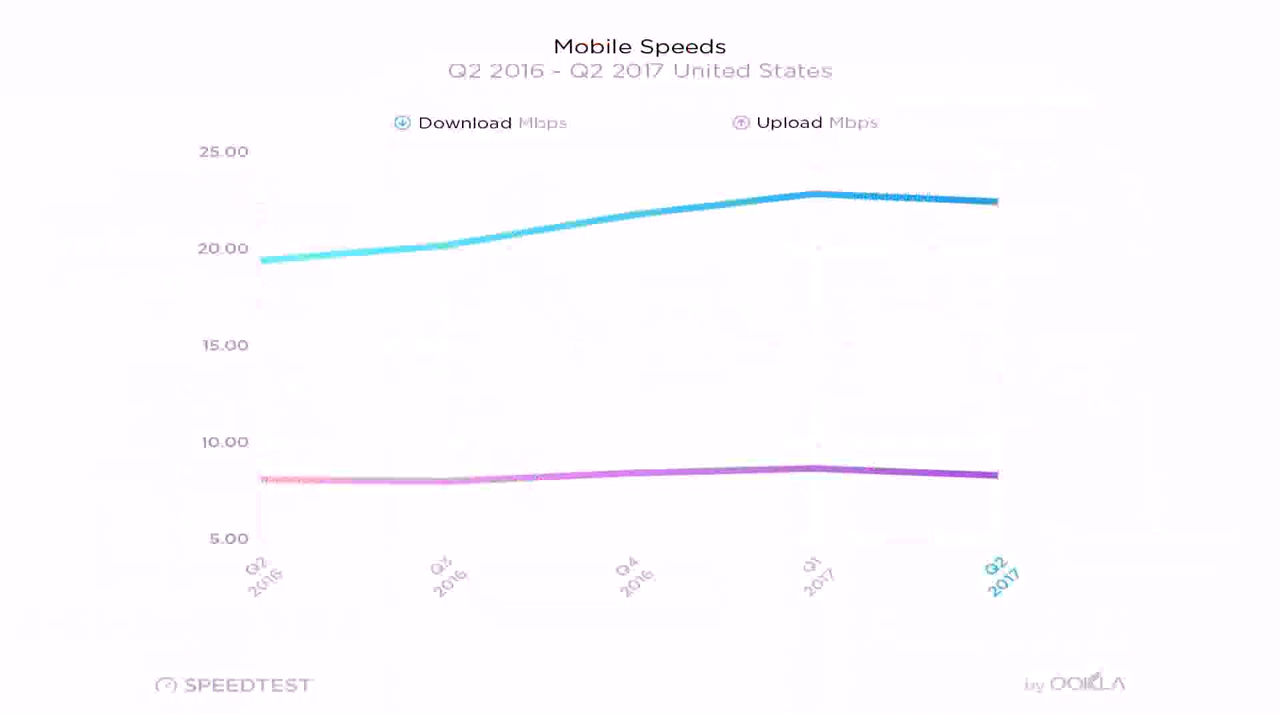 Mobile Speeds
Q2 2016 - Q2 2017 United States
Download Mbps
Upload Mbps
25.00
20.00
15.00
10.00
5.00
Q2
2016
Q3
2016
Q4
2016
Q1
2017
Q2
2017
SPEEDTEST
by OOKLA